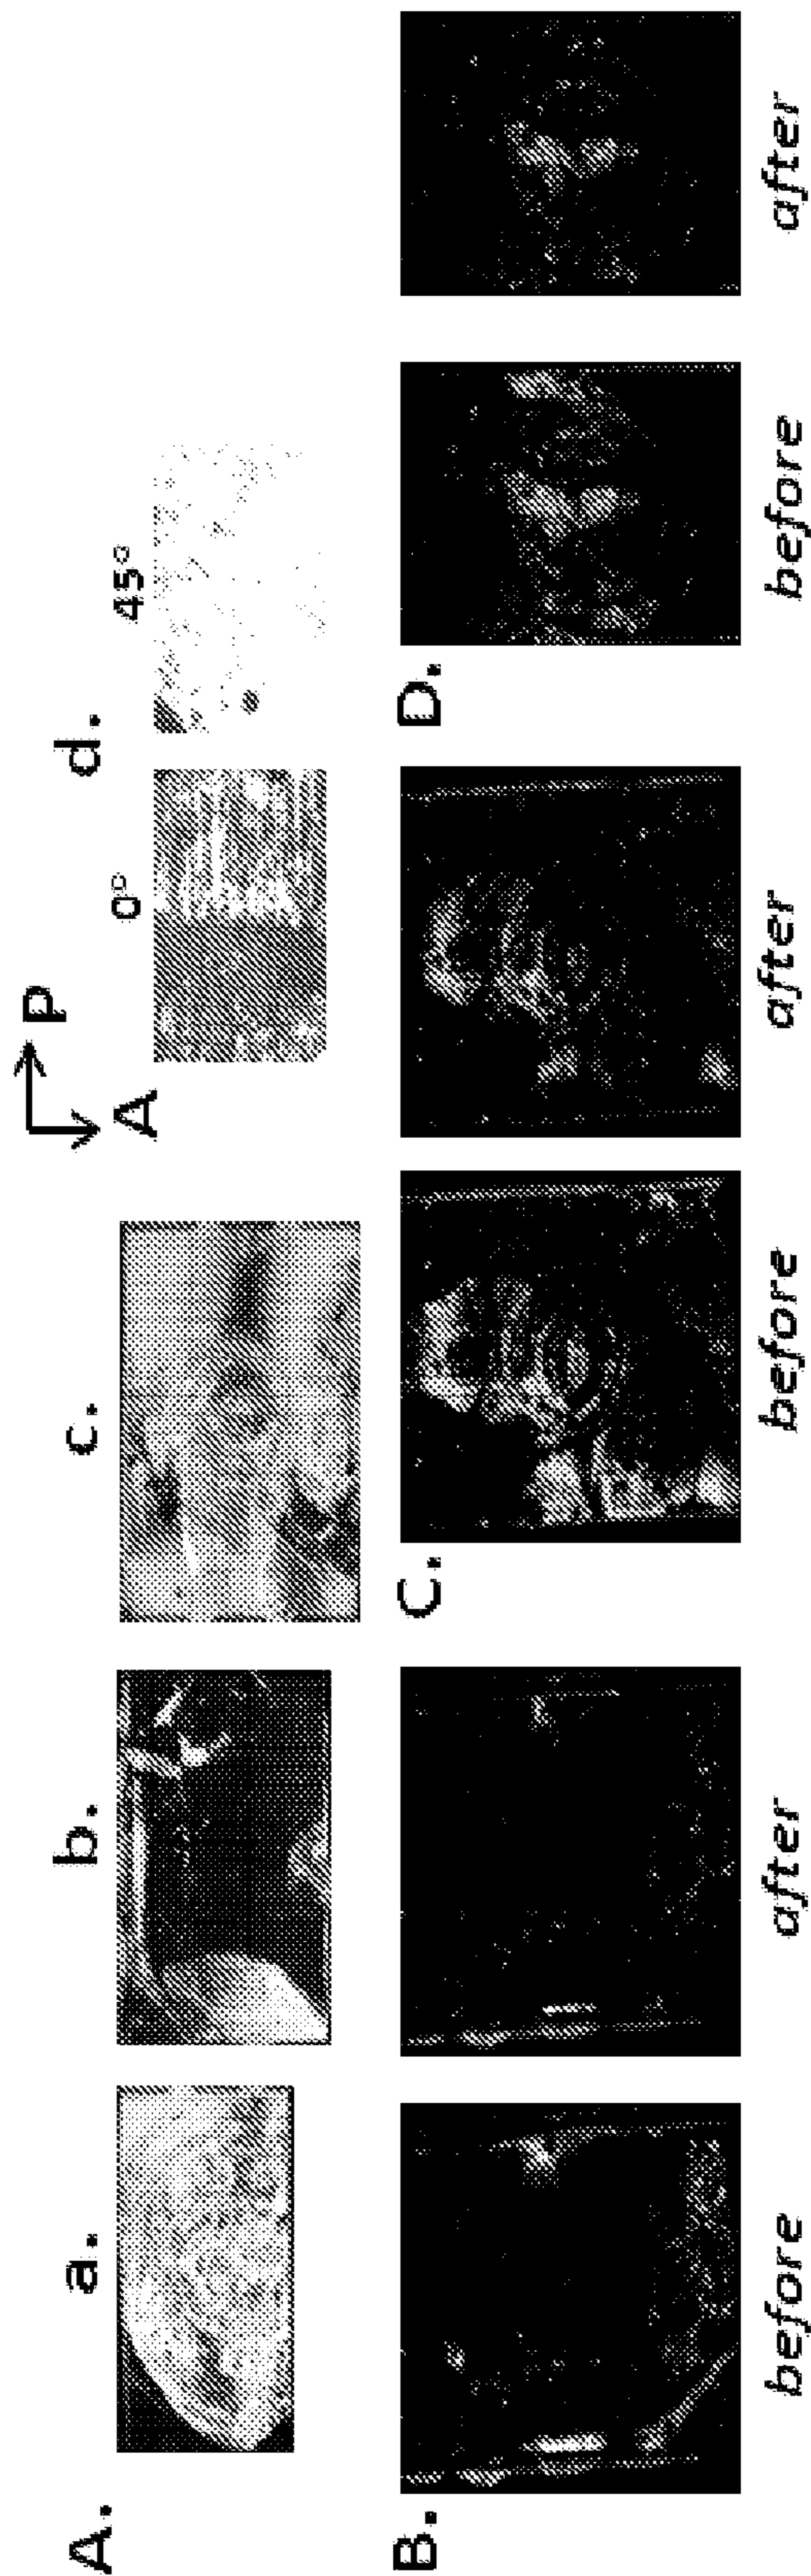 A.
a.
b.
c.
d.
P
A
0°
45°
B.
before
after
C.
before
after
D.
before
after